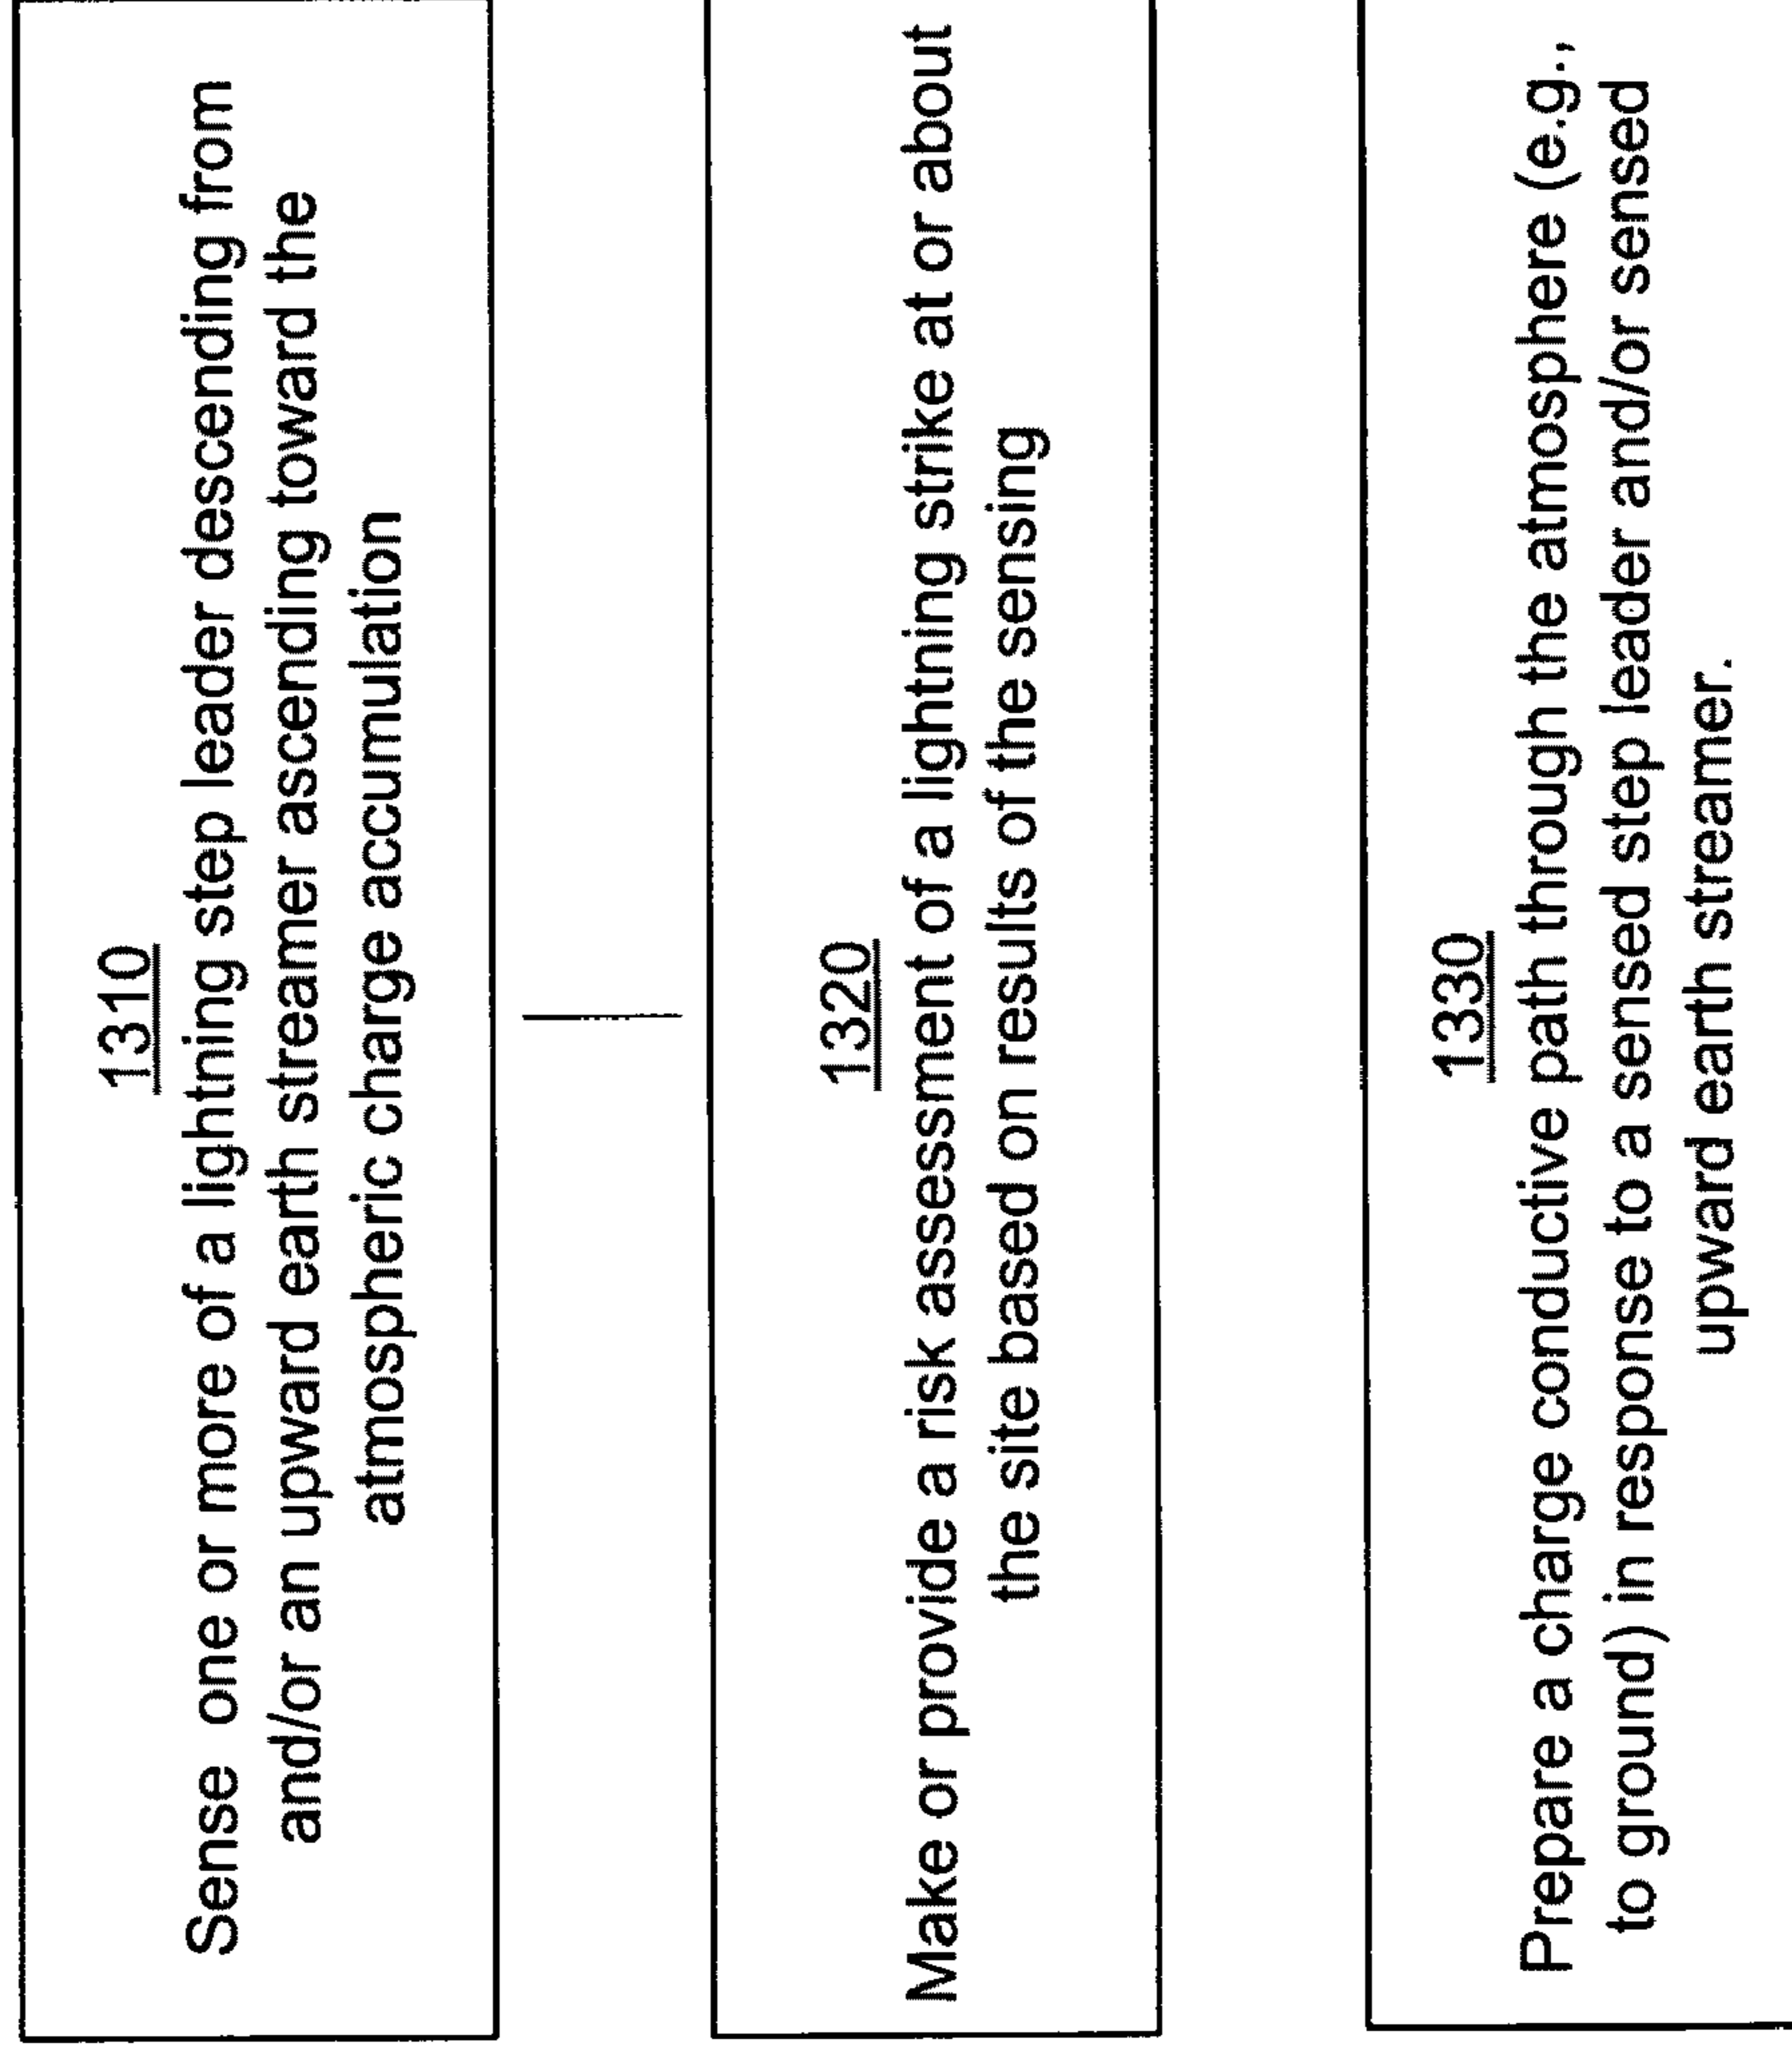 1310
Sense one or more of a lightning step leader descending from
and/or an upward earth streamer ascending toward the
atmospheric charge accumulation
1320
Make or provide a risk assessment of a lightning strike at or about
the site based on results of the sensing
1330
Prepare a charge conductive path through the atmosphere (e.g.,
to ground) in response to a sensed step leader and/or sensed
upward earth streamer.